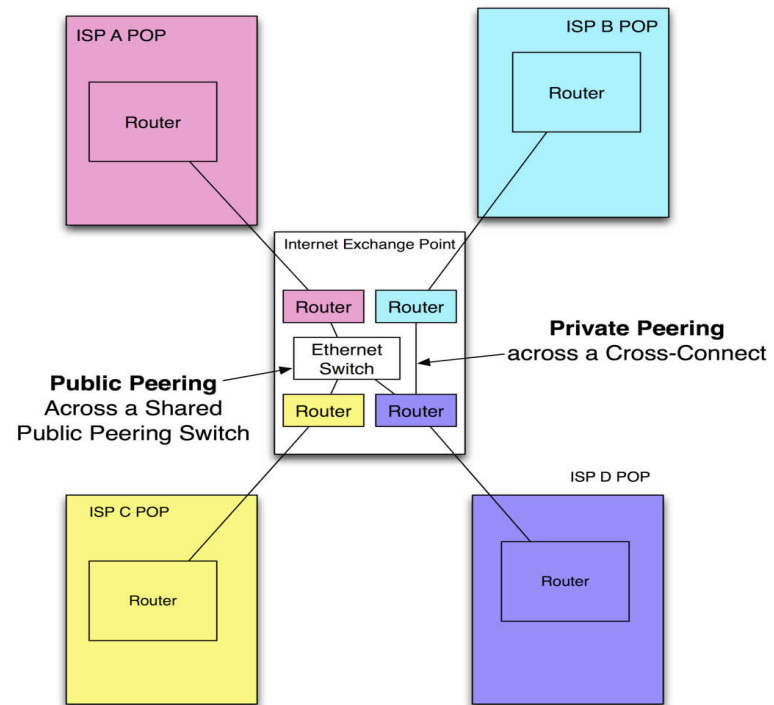 ISP A POP
Router
ISP B POP
Router
Internet Exchange Point
Router
Router
Ethernet
Switch
Router
Router
Private Peering
across a Cross-Connect
Public Peering
Across a Shared
Public Peering Switch
ISP C POP
Router
ISP D POP
Router